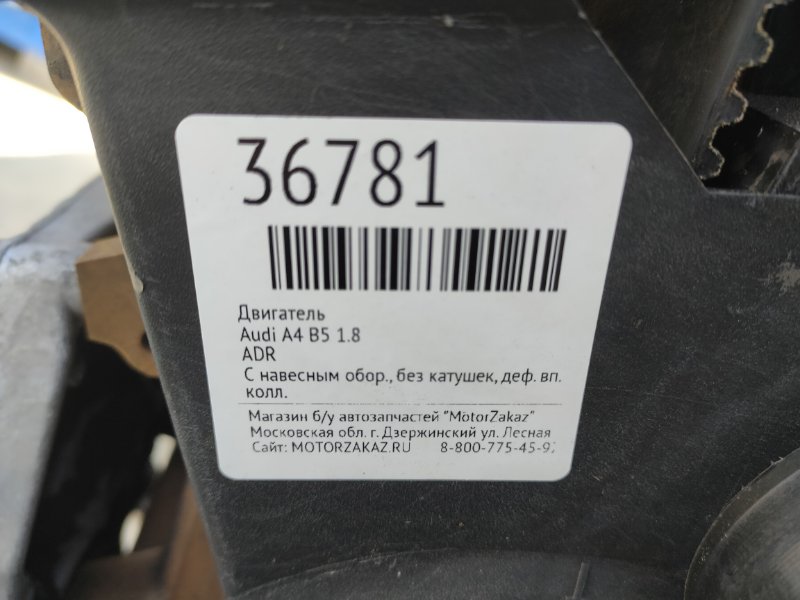 36781
Двигатель
Audi A4 B5 1.8
ADR
С навесным обор., без катушек, деф. вп.
колл.
Магазин б/у автозапчастей "MotorZakaz"
Московская обл. г. Дзержинский ул. Лесная
Сайт: MOTORZAKAZ.RU 8-800-775-45-9